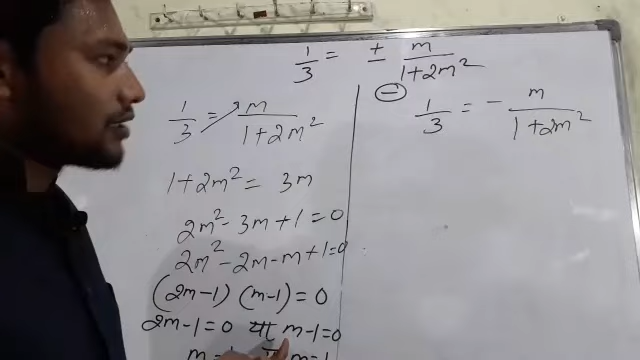 1/3 = ± m/(1+2m²)
1/3 = m/(1+2m²)
1+2m² = 3m
2m² - 3m + 1 = 0
2m² - 2m - m + 1 = 0
(2m-1) (m-1) = 0
2m-1=0 या m-1=0
m=1
(-)
1/3 = - m/(1+2m²)